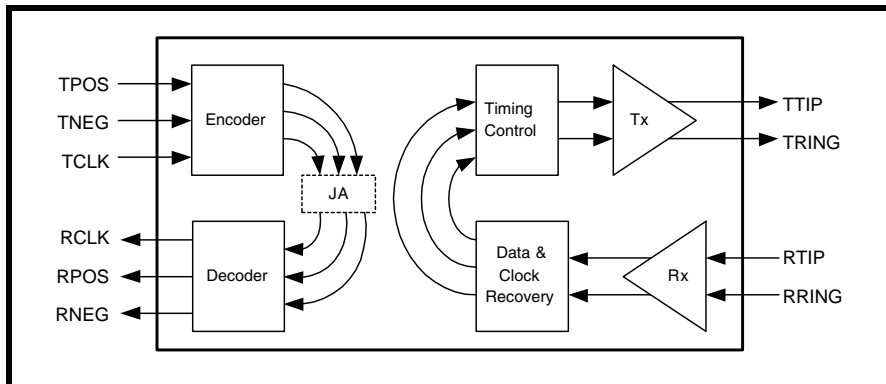 TPOS
TNEG
TCLK
Encoder
JA
RCLK
RPOS
RNEG
Decoder
Timing
Control
Tx
TTIP
TRING
Data &
Clock
Recovery
Rx
RTIP
RRING